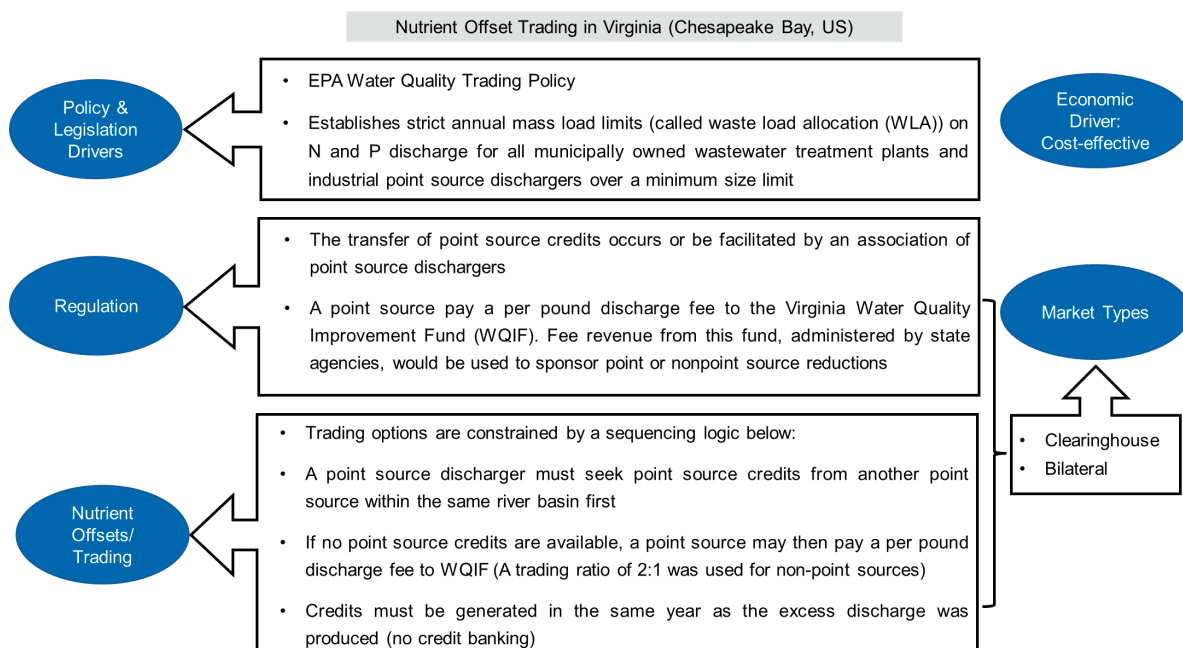 Nutrient Offset Trading in Virginia (Chesapeake Bay, US)
Policy &
Legislation
Drivers
• EPA Water Quality Trading Policy
• Establishes strict annual mass load limits (called waste load allocation (WLA)) on
N and P discharge for all municipally owned wastewater treatment plants and
industrial point source dischargers over a minimum size limit
Economic
Driver:
Cost-effective
Regulation
• The transfer of point source credits occurs or be facilitated by an association of
point source dischargers
• A point source pay a per pound discharge fee to the Virginia Water Quality
Improvement Fund (WQIF). Fee revenue from this fund, administered by state
agencies, would be used to sponsor point or nonpoint source reductions
Market Types
• Clearinghouse
• Bilateral
Nutrient
Offsets/
Trading
• Trading options are constrained by a sequencing logic below:
• A point source discharger must seek point source credits from another point
source within the same river basin first
• If no point source credits are available, a point source may then pay a per pound
discharge fee to WQIF (A trading ratio of 2:1 was used for non-point sources)
• Credits must be generated in the same year as the excess discharge was
produced (no credit banking)